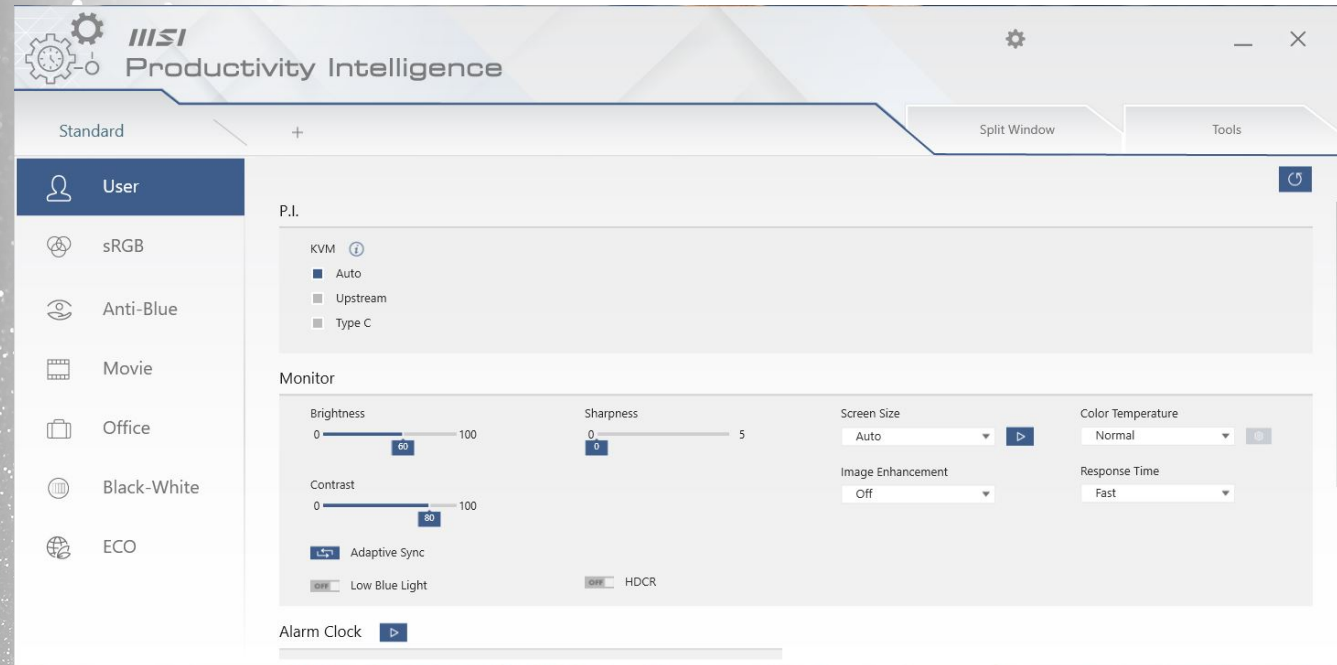 msi
Productivity Intelligence
Standard
+
Split Window
Tools
User
sRGB
Anti-Blue
Movie
Office
Black-White
ECO
P.I.
KVM i
Auto
Upstream
Type C
Monitor
Brightness
0 100
60
Contrast
0 100
80
Adaptive Sync
OFF Low Blue Light
Sharpness
0 5
0
OFF HDCR
Screen Size
Auto
Image Enhancement
Off
Color Temperature
Normal
Response Time
Fast
Alarm Clock